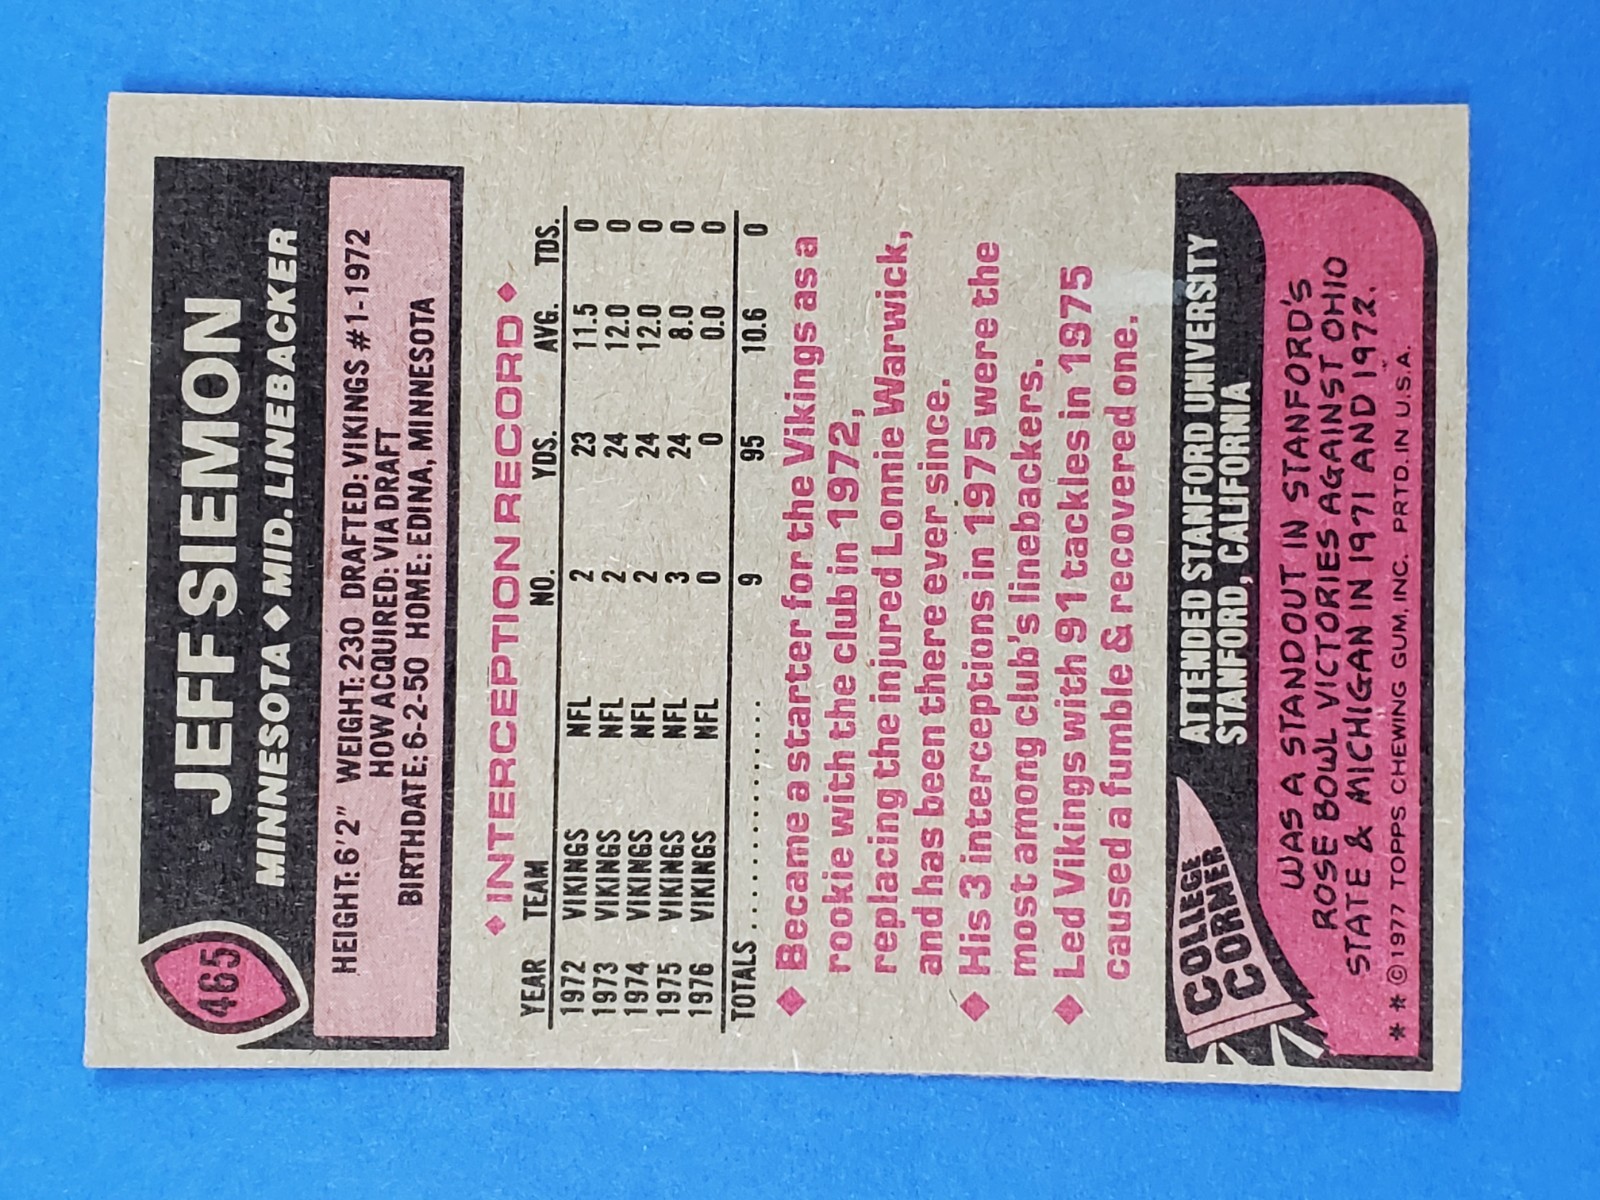 465
JEFF SIEMON
MINNESOTA ♦ MID. LINEBACKER
HEIGHT: 6'2" WEIGHT: 230 DRAFTED: VIKINGS #1-1972
HOW ACQUIRED: VIA DRAFT
BIRTHDATE: 6-2-50 HOME: EDINA, MINNESOTA
♦ INTERCEPTION RECORD ♦
YEAR TEAM NO. YDS. AVG. TDS.
1972 VIKINGS NFL 2 23 11.5 0
1973 VIKINGS NFL 2 24 12.0 0
1974 VIKINGS NFL 2 24 12.0 0
1975 VIKINGS NFL 3 24 8.0 0
1976 VIKINGS NFL 0 0 0.0 0
TOTALS .................... 9 95 10.6 0
♦ Became a starter for the Vikings as a
rookie with the club in 1972,
replacing the injured Lonnie Warwick,
and has been there ever since.
♦ His 3 interceptions in 1975 were the
most among club's linebackers.
♦ Led Vikings with 91 tackles in 1975
caused a fumble & recovered one.
COLLEGE
CORNER
ATTENDED STANFORD UNIVERSITY
STANFORD, CALIFORNIA
WAS A STANDOUT IN STANFORD'S
ROSE BOWL VICTORIES AGAINST OHIO
STATE & MICHIGAN IN 1971 AND 1972.
* * © 1977 TOPPS CHEWING GUM, INC. PRTD. IN U.S.A.